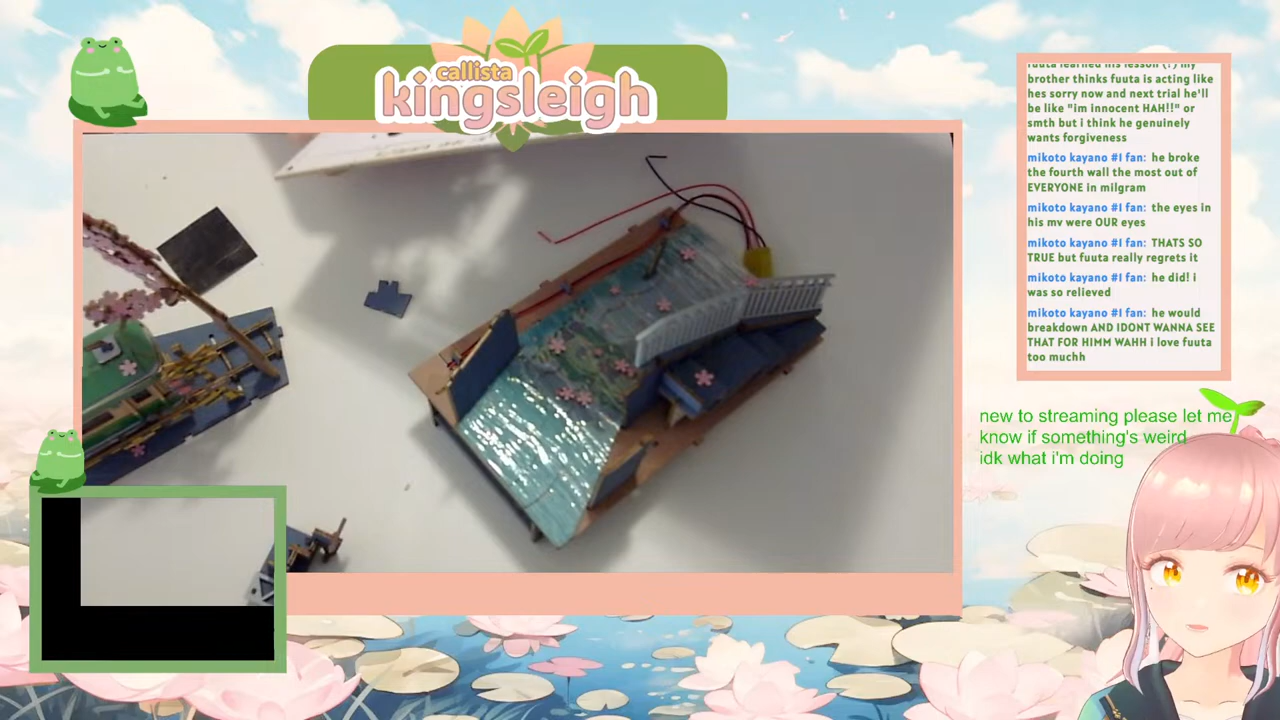 callista
kingsleigh
fuuta learned his lesson (?) my
brother thinks fuuta is acting like
hes sorry now and next trial he'll
be like "im innocent HAH!!" or
smth but i think he genuinely
wants forgiveness
mikoto kayano #1 fan: he broke
the fourth wall the most out of
EVERYONE in milgram
mikoto kayano #1 fan: the eyes in
his mv were OUR eyes
mikoto kayano #1 fan: THATS SO
TRUE but fuuta really regrets it
mikoto kayano #1 fan: he did! i
was so relieved
mikoto kayano #1 fan: he would
breakdown AND IDONT WANNA SEE
THAT FOR HIMM WAHH i love fuuta
too muchh
new to streaming please let me
know if something's weird
idk what i'm doing